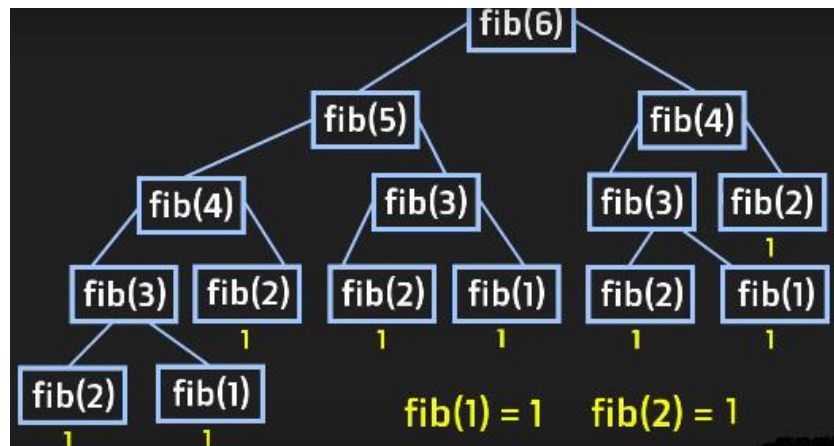 fib(6)
fib(5)
fib(4)
fib(4)
fib(3)
fib(3)
fib(2)
1
fib(3)
fib(2)
fib(2)
fib(1)
fib(2)
fib(1)
1
1
1
1
1
fib(2)
fib(1)
1
1
fib(1) = 1
fib(2) = 1